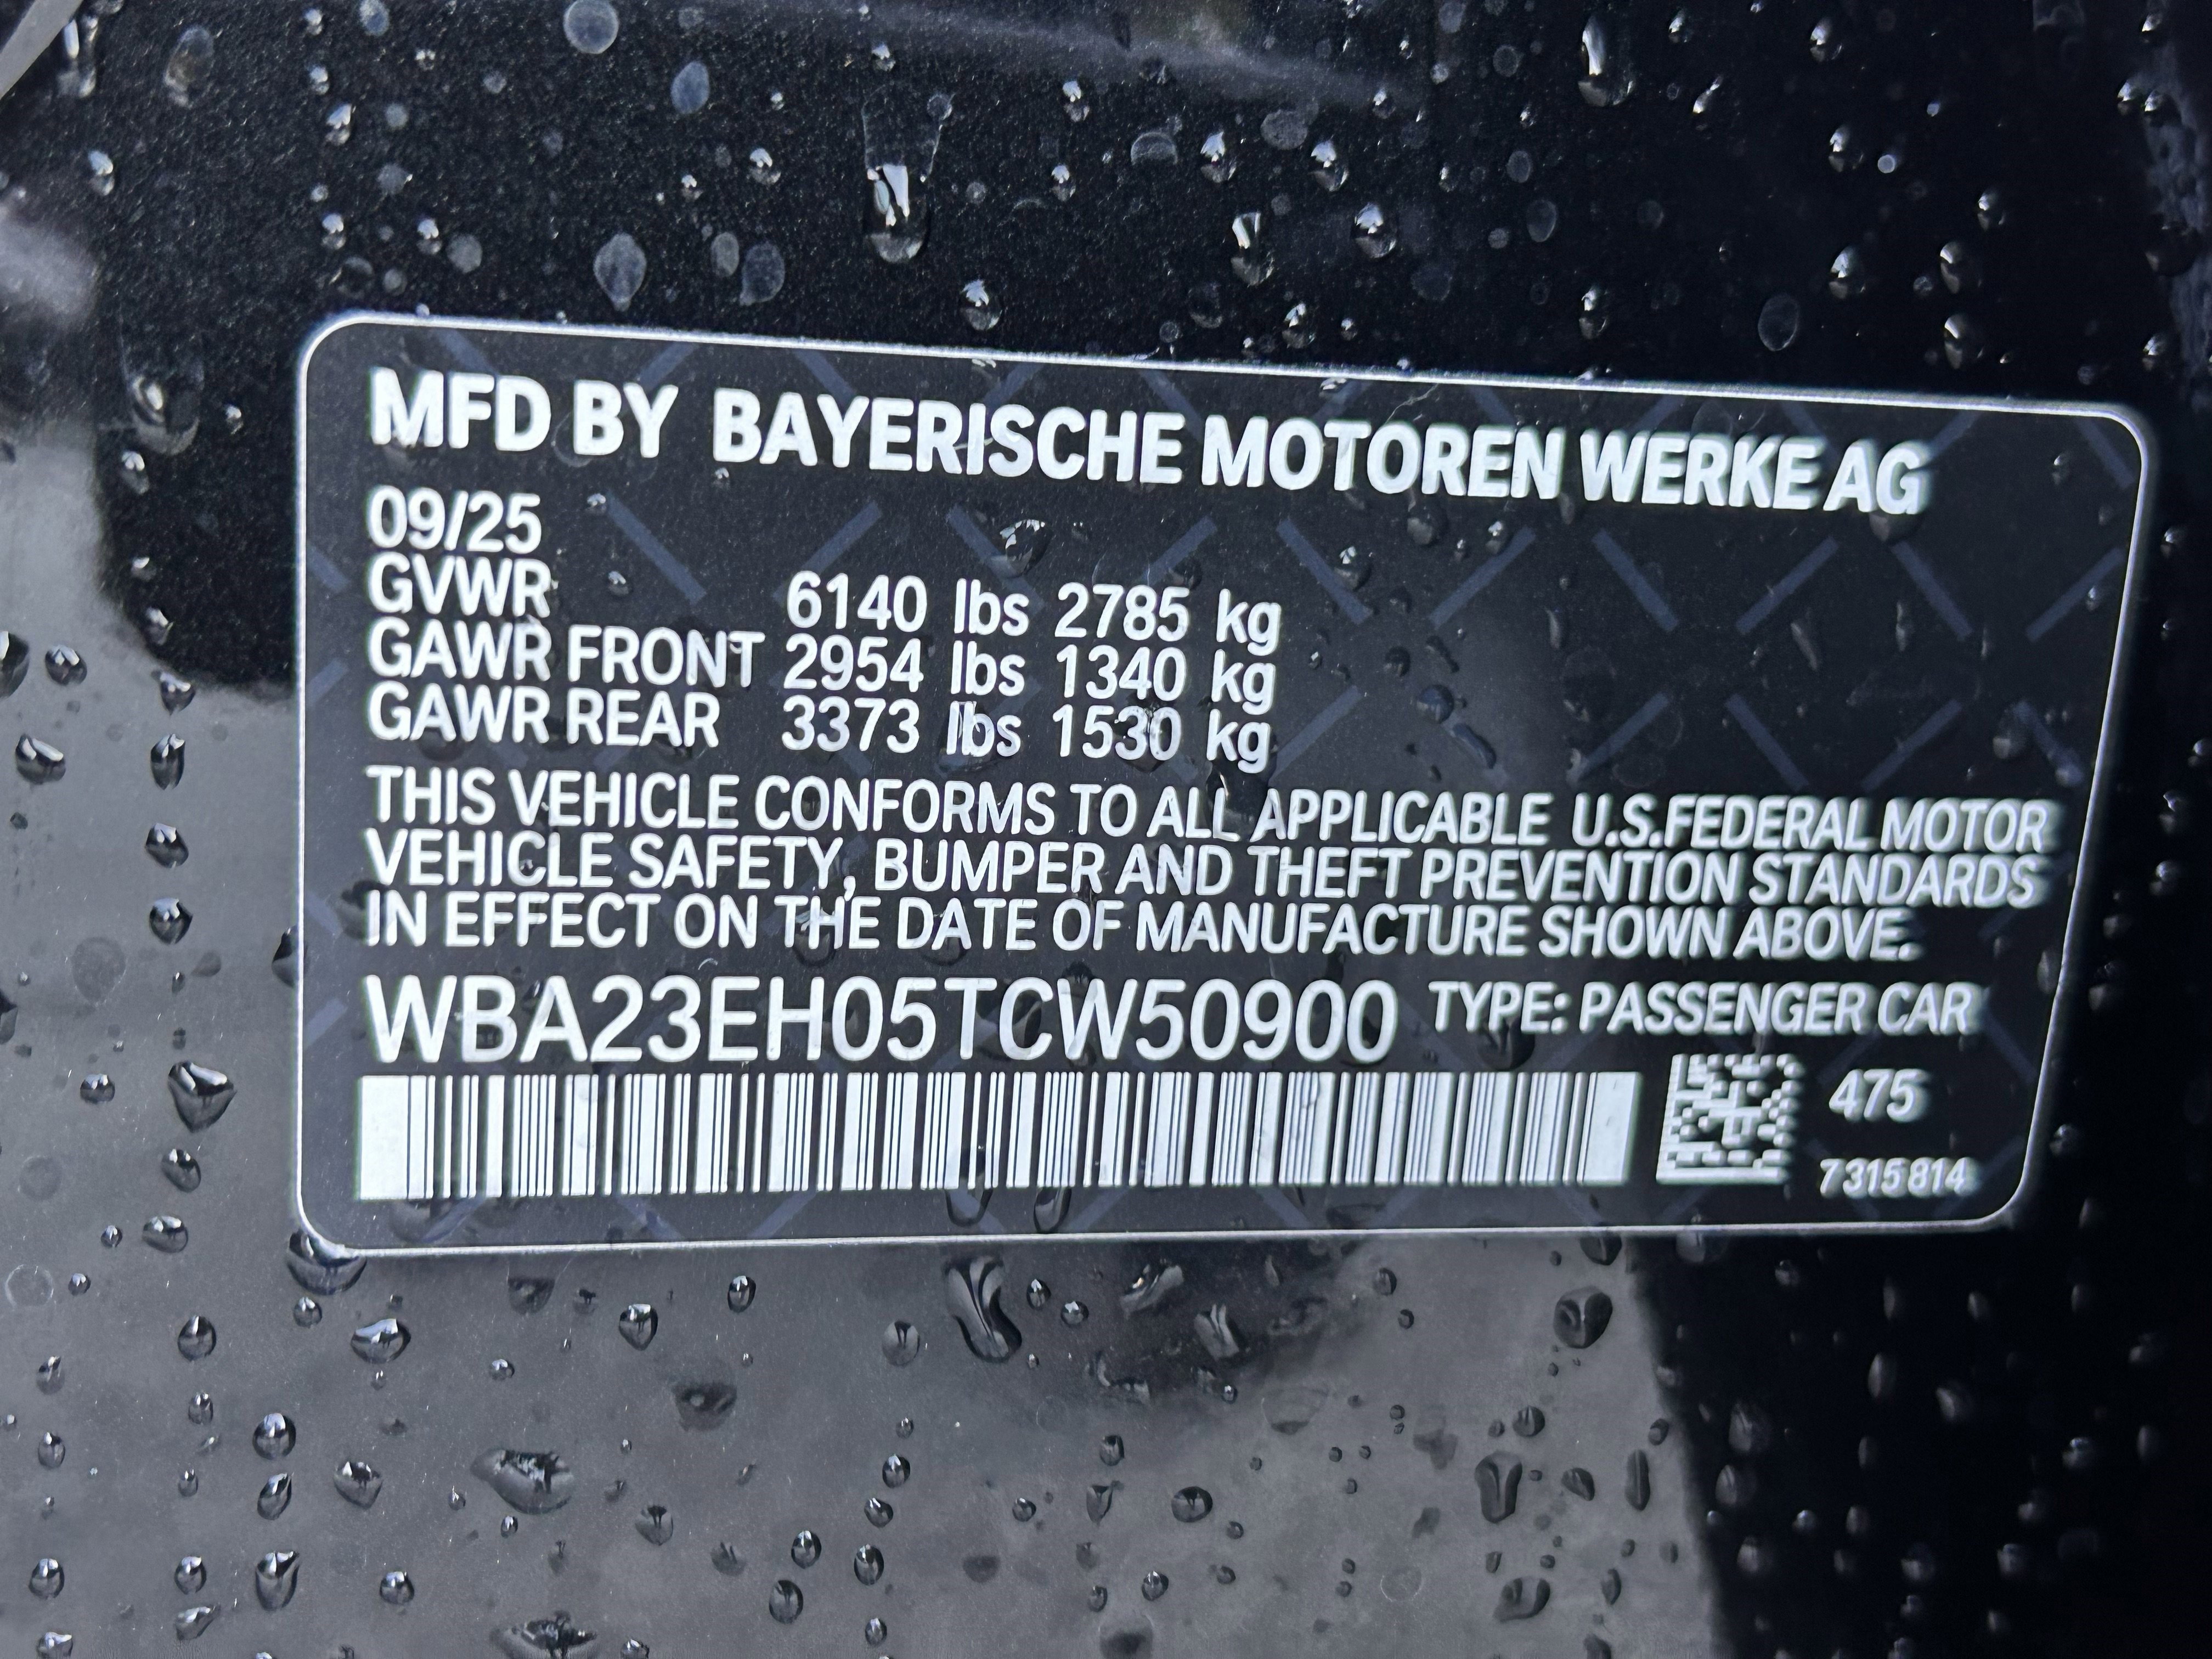 MFD BY BAYERISCHE MOTOREN WERKE AG
09/25
GVWR 6140 lbs 2785 kg
GAWR FRONT 2954 lbs 1340 kg
GAWR REAR 3373 lbs 1530 kg
THIS VEHICLE CONFORMS TO ALL APPLICABLE U.S.FEDERAL MOTOR
VEHICLE SAFETY, BUMPER AND THEFT PREVENTION STANDARDS
IN EFFECT ON THE DATE OF MANUFACTURE SHOWN ABOVE.
WBA23EH05TCW50900 TYPE: PASSENGER CAR
475
7315814